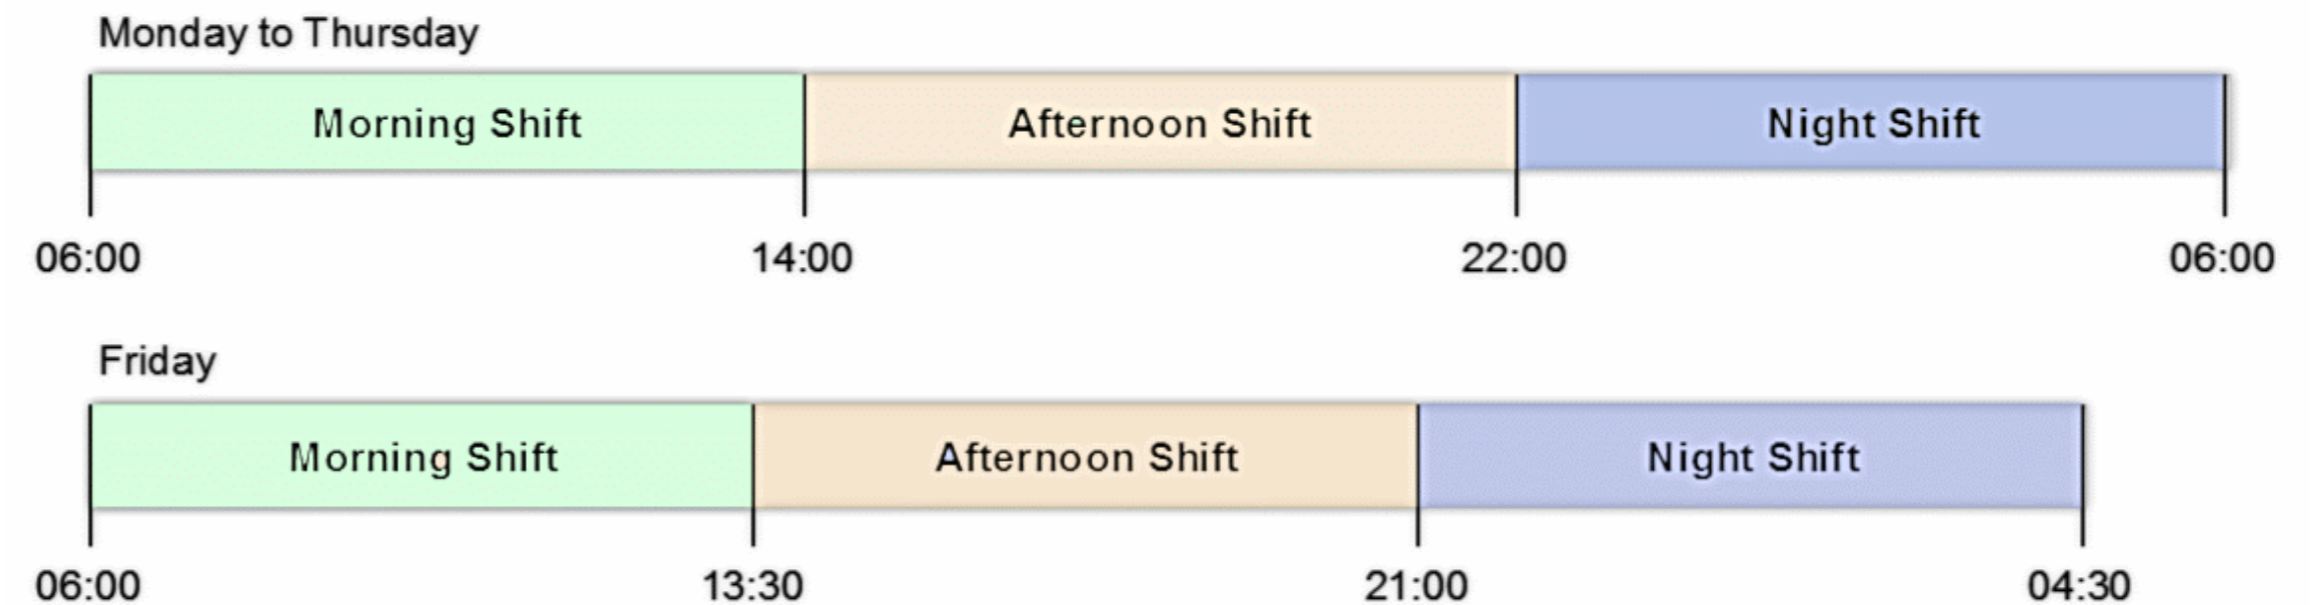 Monday to Thursday
Morning Shift Afternoon Shift Night Shift
06:00 14:00 22:00 06:00
Friday
Morning Shift Afternoon Shift Night Shift
06:00 13:30 21:00 04:30